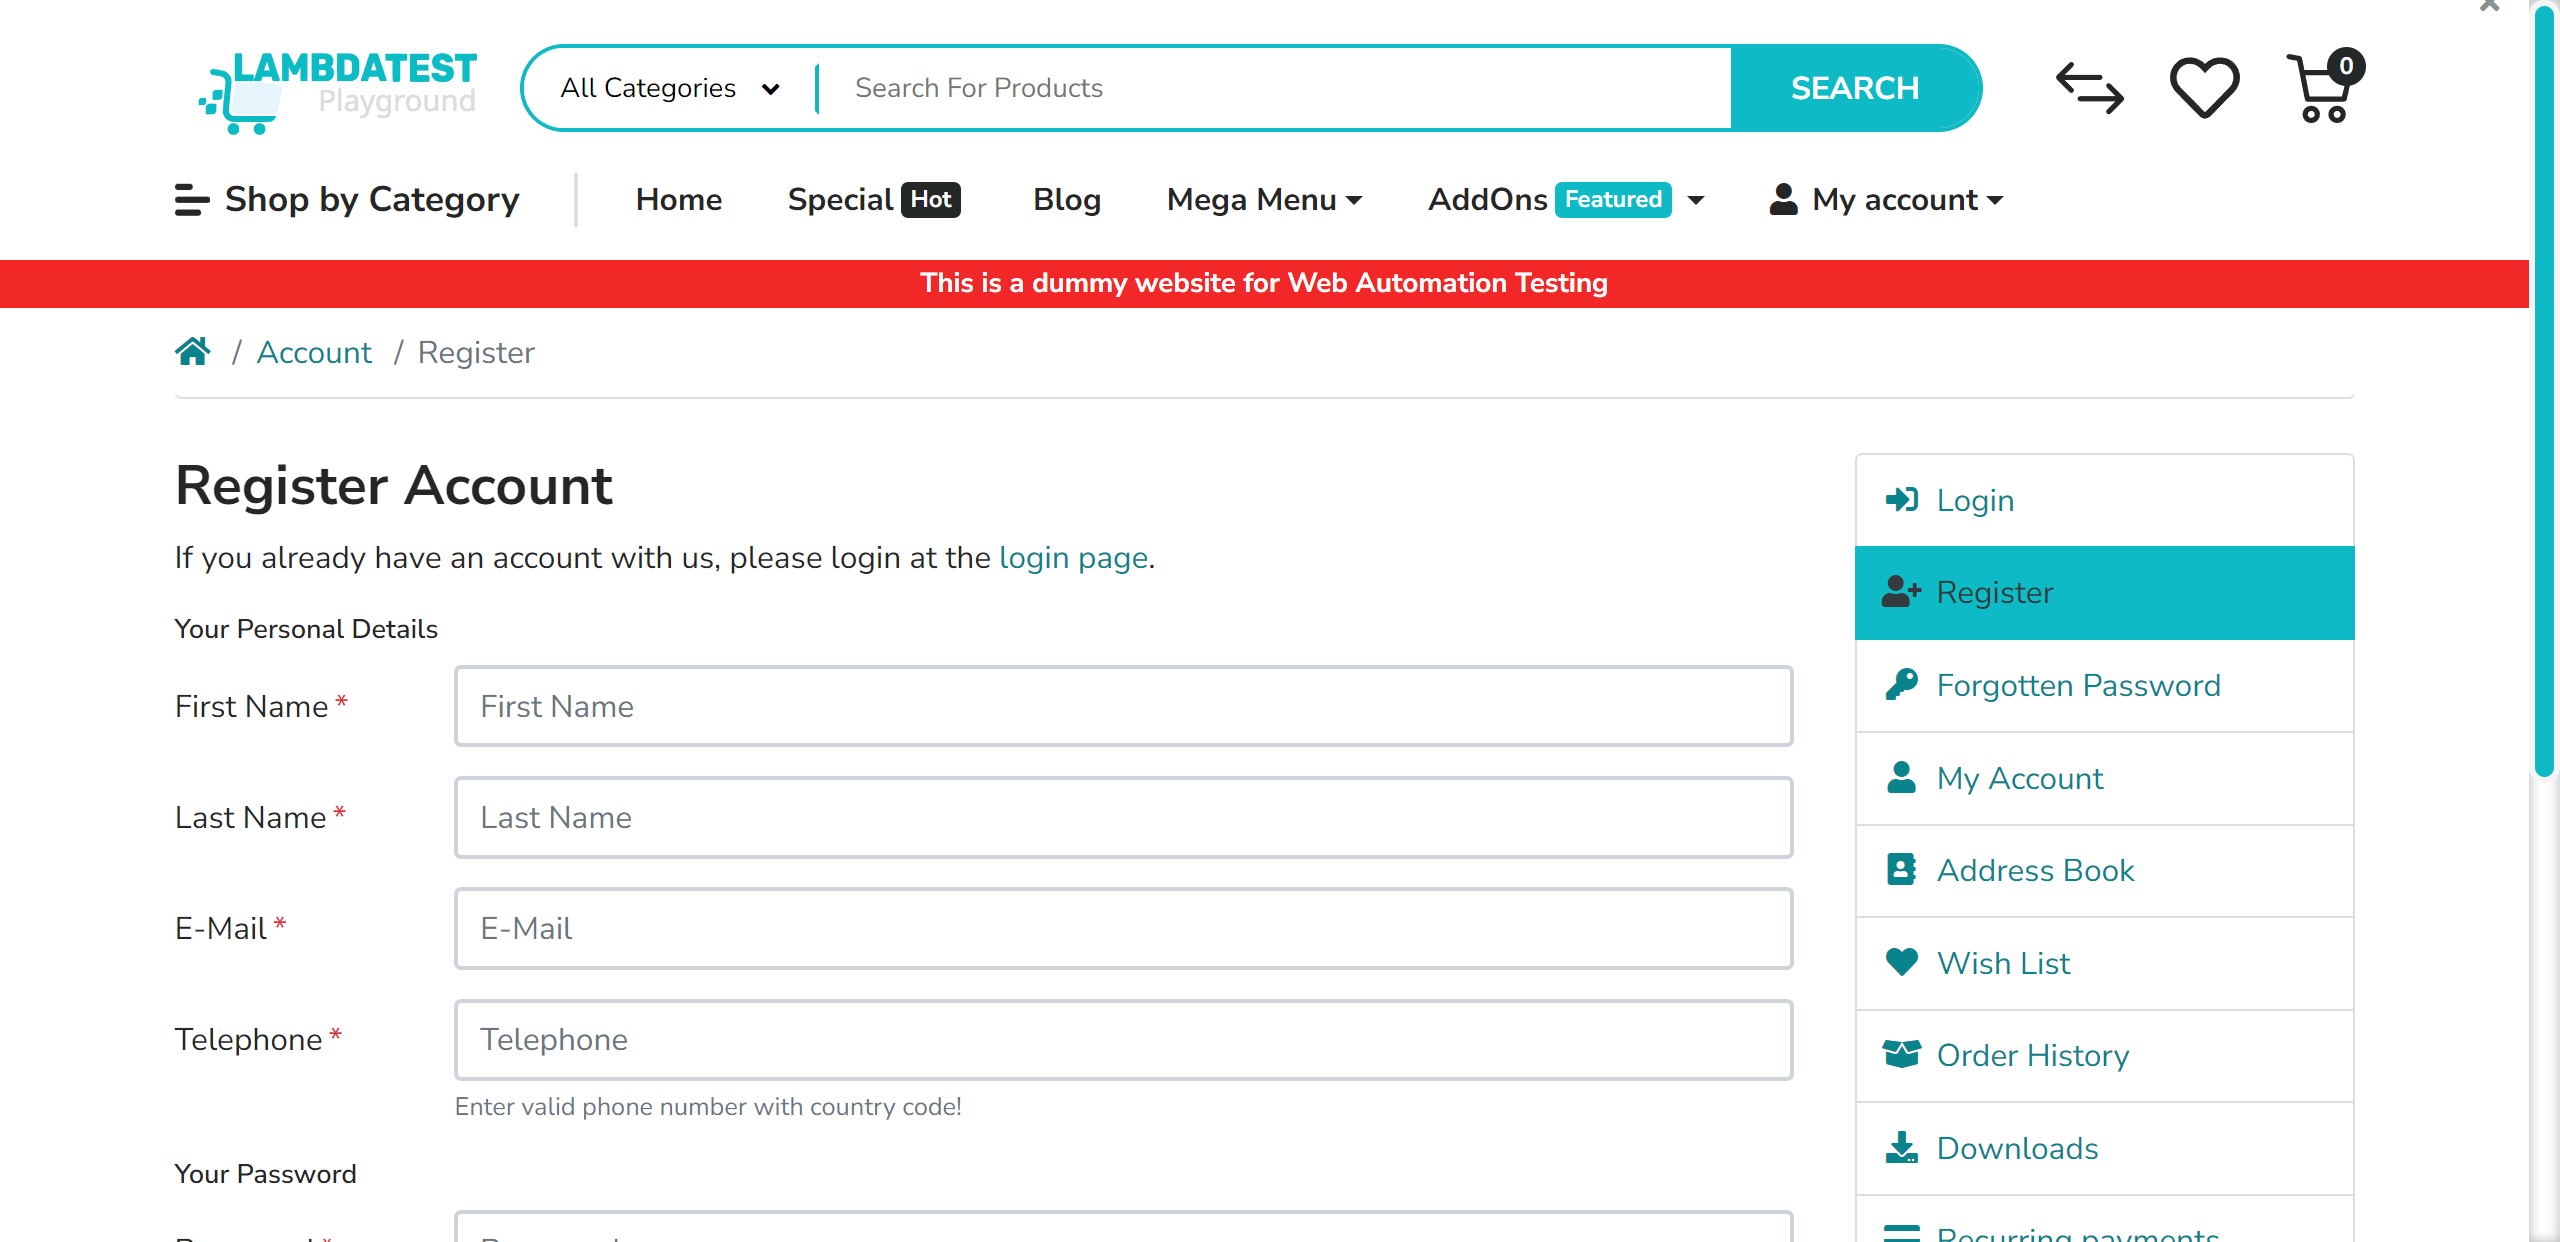 LAMBDATEST
Playground
All Categories
Search For Products
SEARCH
0
Shop by Category
Home
Special Hot
Blog
Mega Menu
AddOns Featured
My account
This is a dummy website for Web Automation Testing
/ Account / Register
Register Account
If you already have an account with us, please login at the login page.
Your Personal Details
First Name *
First Name
Last Name *
Last Name
E-Mail *
E-Mail
Telephone *
Telephone
Enter valid phone number with country code!
Your Password
Login
Register
Forgotten Password
My Account
Address Book
Wish List
Order History
Downloads
Recurring payments